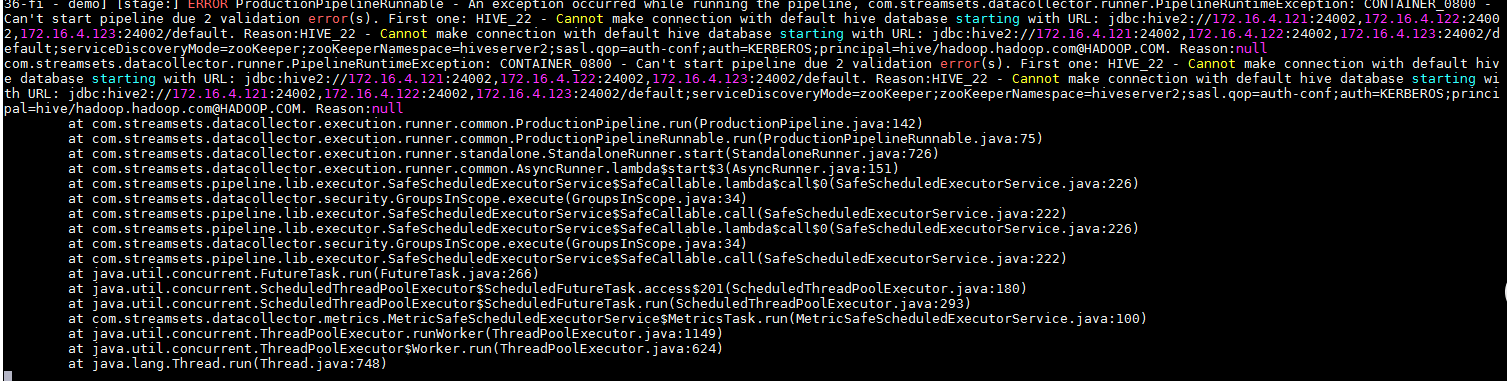 36-fi - demo] [stage:] ERROR ProductionPipelineRunnable - An exception occurred while running the pipeline, com.streamsets.datacollector.runner.PipelineRuntimeException: CONTAINER_0800 -
Can't start pipeline due 2 validation error(s). First one: HIVE_22 - Cannot make connection with default hive database starting with URL: jdbc:hive2://172.16.4.121:24002,172.16.4.122:2400
2,172.16.4.123:24002/default. Reason:HIVE_22 - Cannot make connection with default hive database starting with URL: jdbc:hive2://172.16.4.121:24002,172.16.4.122:24002,172.16.4.123:24002/d
efault;serviceDiscoveryMode=zooKeeper;zooKeeperNamespace=hiveserver2;sasl.qop=auth-conf;auth=KERBEROS;principal=hive/hadoop.hadoop.com@HADOOP.COM. Reason:null
com.streamsets.datacollector.runner.PipelineRuntimeException: CONTAINER_0800 - Can't start pipeline due 2 validation error(s). First one: HIVE_22 - Cannot make connection with default hiv
e database starting with URL: jdbc:hive2://172.16.4.121:24002,172.16.4.122:24002,172.16.4.123:24002/default. Reason:HIVE_22 - Cannot make connection with default hive database starting wi
th URL: jdbc:hive2://172.16.4.121:24002,172.16.4.122:24002,172.16.4.123:24002/default;serviceDiscoveryMode=zooKeeper;zooKeeperNamespace=hiveserver2;sasl.qop=auth-conf;auth=KERBEROS;princi
pal=hive/hadoop.hadoop.com@HADOOP.COM. Reason:null
at com.streamsets.datacollector.execution.runner.common.ProductionPipeline.run(ProductionPipeline.java:142)
at com.streamsets.datacollector.execution.runner.common.ProductionPipelineRunnable.run(ProductionPipelineRunnable.java:75)
at com.streamsets.datacollector.execution.runner.standalone.StandaloneRunner.start(StandaloneRunner.java:726)
at com.streamsets.datacollector.execution.runner.common.AsyncRunner.lambda$start$3(AsyncRunner.java:151)
at com.streamsets.pipeline.lib.executor.SafeScheduledExecutorService$SafeCallable.lambda$call$0(SafeScheduledExecutorService.java:226)
at com.streamsets.datacollector.security.GroupsInScope.execute(GroupsInScope.java:34)
at com.streamsets.pipeline.lib.executor.SafeScheduledExecutorService$SafeCallable.call(SafeScheduledExecutorService.java:222)
at com.streamsets.pipeline.lib.executor.SafeScheduledExecutorService$SafeCallable.lambda$call$0(SafeScheduledExecutorService.java:226)
at com.streamsets.datacollector.security.GroupsInScope.execute(GroupsInScope.java:34)
at com.streamsets.pipeline.lib.executor.SafeScheduledExecutorService$SafeCallable.call(SafeScheduledExecutorService.java:222)
at java.util.concurrent.FutureTask.run(FutureTask.java:266)
at java.util.concurrent.ScheduledThreadPoolExecutor$ScheduledFutureTask.access$201(ScheduledThreadPoolExecutor.java:180)
at java.util.concurrent.ScheduledThreadPoolExecutor$ScheduledFutureTask.run(ScheduledThreadPoolExecutor.java:293)
at com.streamsets.datacollector.metrics.MetricSafeScheduledExecutorService$MetricsTask.run(MetricSafeScheduledExecutorService.java:100)
at java.util.concurrent.ThreadPoolExecutor.runWorker(ThreadPoolExecutor.java:1149)
at java.util.concurrent.ThreadPoolExecutor$Worker.run(ThreadPoolExecutor.java:624)
at java.lang.Thread.run(Thread.java:748)